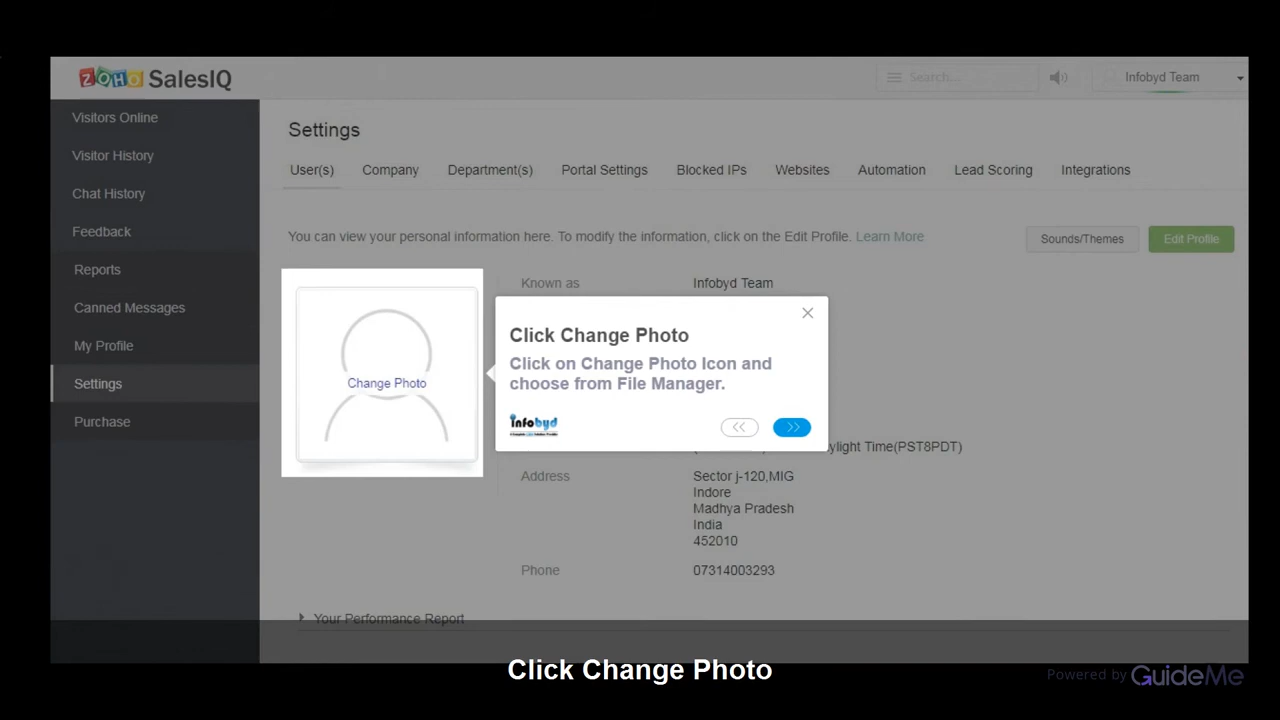 ZOHO SalesIQ
Search...
Infobyd Team
Visitors Online
Visitor History
Chat History
Feedback
Reports
Canned Messages
My Profile
Settings
Purchase
Settings
User(s) Company Department(s) Portal Settings Blocked IPs Websites Automation Lead Scoring Integrations
You can view your personal information here. To modify the information, click on the Edit Profile. Learn More
Sounds/Themes
Edit Profile
Change Photo
Known as Infobyd Team
Click Change Photo
Click on Change Photo Icon and
choose from File Manager.
infobyd
ylight Time(PST8PDT)
Address Sector j-120,MIG
Indore
Madhya Pradesh
India
452010
Phone 07314003293
Your Performance Report
Click Change Photo
Powered by GuideMe